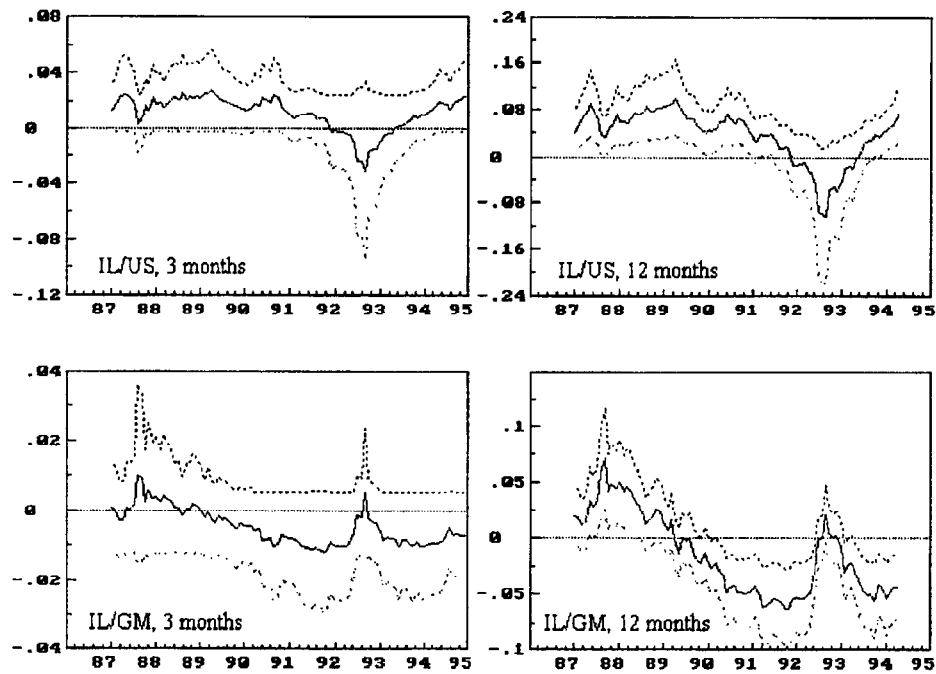 .08
.04
0
-.04
-.08
-.12
IL/US, 3 months
87 88 89 90 91 92 93 94 95
.24
.16
.08
0
-.08
-.16
-.24
IL/US, 12 months
87 88 89 90 91 92 93 94 95
.04
.02
0
-.02
-.04
IL/GM, 3 months
87 88 89 90 91 92 93 94 95
.1
.05
0
-.05
-.1
IL/GM, 12 months
87 88 89 90 91 92 93 94 95